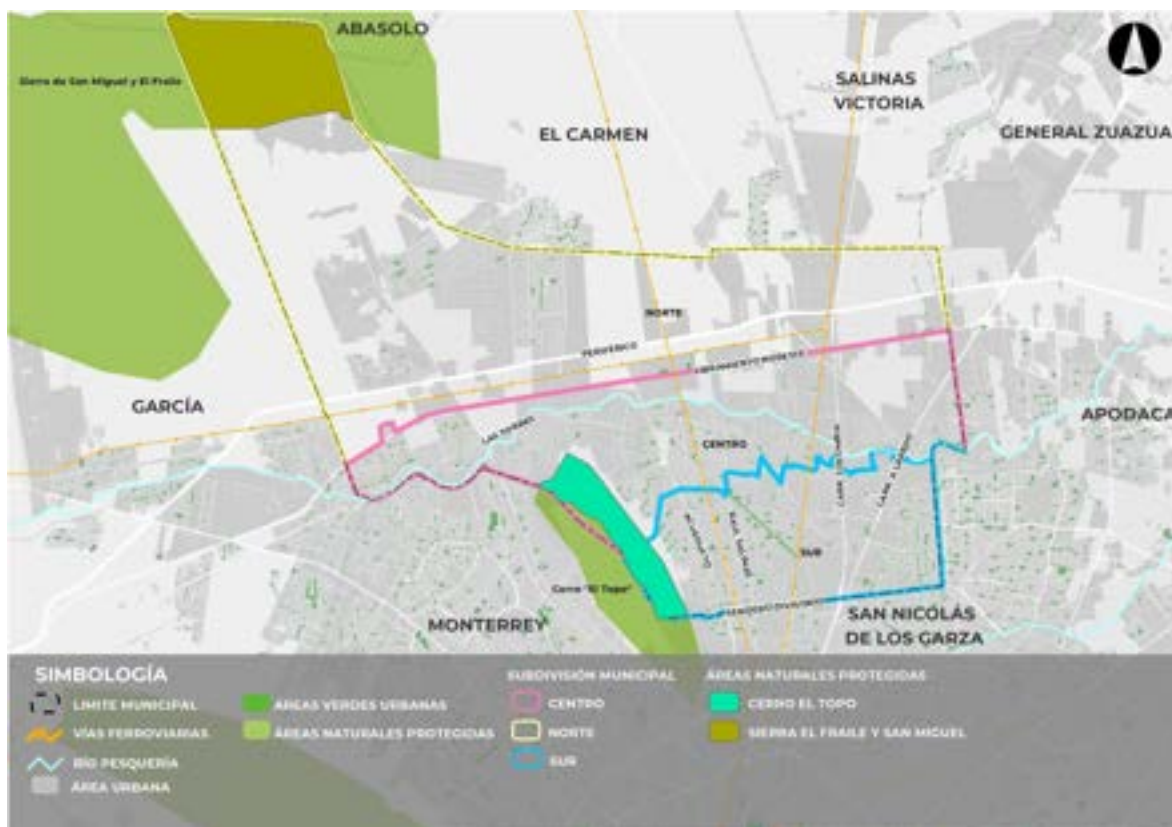 ABASOLO
Sierra de San Miguel y El Fraile
SALINAS
VICTORIA
EL CARMEN
GENERAL ZUAZUA
NORTE
PERIFÉRICO
GARCÍA
LAS TORRES
APODACA
CENTRO
SUR
Cerro "El Topo"
MONTERREY
SAN NICOLÁS
DE LOS GARZA
SIMBOLOGÍA
LÍMITE MUNICIPAL
VÍAS FERROVIARIAS
RÍO PESQUERÍA
ÁREA URBANA
ÁREAS VERDES URBANAS
ÁREAS NATURALES PROTEGIDAS
SUBDIVISIÓN MUNICIPAL
CENTRO
NORTE
SUR
ÁREAS NATURALES PROTEGIDAS
CERRO EL TOPO
SIERRA EL FRAILE Y SAN MIGUEL